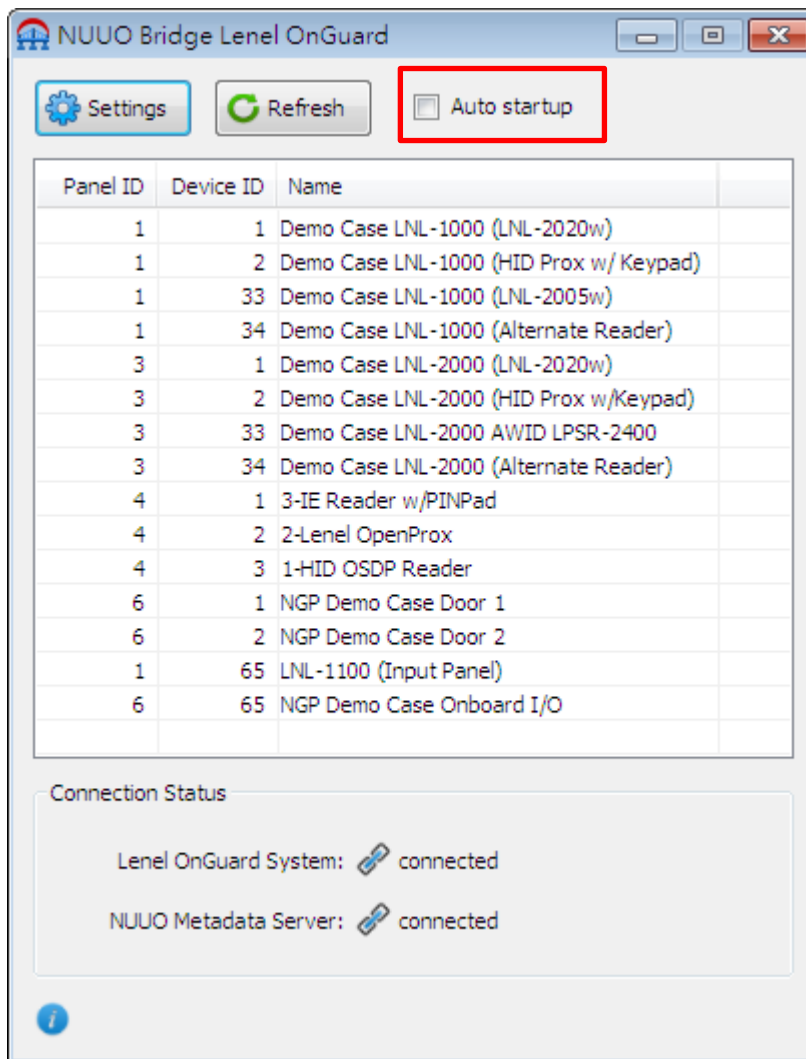 NUUO Bridge Lenel OnGuard
Settings Refresh Auto startup
Panel ID Device ID Name
1 1 Demo Case LNL-1000 (LNL-2020w)
1 2 Demo Case LNL-1000 (HID Prox w/ Keypad)
1 33 Demo Case LNL-1000 (LNL-2005w)
1 34 Demo Case LNL-1000 (Alternate Reader)
3 1 Demo Case LNL-2000 (LNL-2020w)
3 2 Demo Case LNL-2000 (HID Prox w/Keypad)
3 33 Demo Case LNL-2000 AWID LPSR-2400
3 34 Demo Case LNL-2000 (Alternate Reader)
4 1 3-IE Reader w/PINPad
4 2 2-Lenel OpenProx
4 3 1-HID OSDP Reader
6 1 NGP Demo Case Door 1
6 2 NGP Demo Case Door 2
1 65 LNL-1100 (Input Panel)
6 65 NGP Demo Case Onboard I/O
Connection Status
Lenel OnGuard System: connected
NUUO Metadata Server: connected